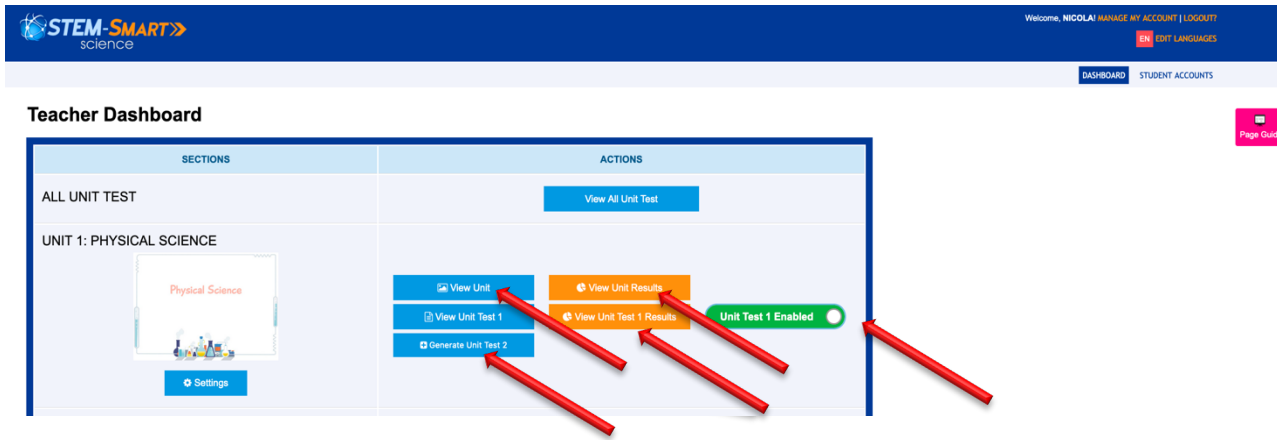 STEM-SMART
science
Welcome, NICOLA! MANAGE MY ACCOUNT | LOGOUT?
EN EDIT LANGUAGES
DASHBOARD STUDENT ACCOUNTS
Teacher Dashboard
Page Guid
SECTIONS ACTIONS
ALL UNIT TEST View All Unit Test
UNIT 1: PHYSICAL SCIENCE
Physical Science
View Unit View Unit Results
View Unit Test 1 View Unit Test 1 Results Unit Test 1 Enabled
Generate Unit Test 2
Settings